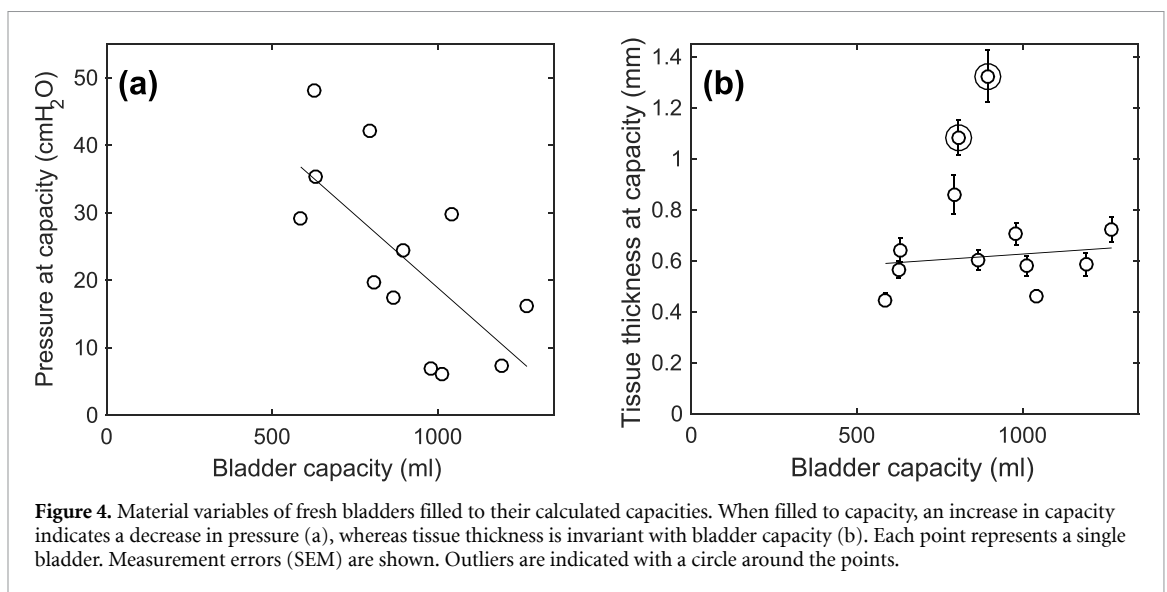 (a)
Pressure at capacity (cmH2O)
50
40
30
20
10
0
0
500
1000
Bladder capacity (ml)
(b)
Tissue thickness at capacity (mm)
1.4
1.2
1
0.8
0.6
0.4
0.2
0
0
500
1000
Bladder capacity (ml)
Figure 4. Material variables of fresh bladders filled to their calculated capacities. When filled to capacity, an increase in capacity
indicates a decrease in pressure (a), whereas tissue thickness is invariant with bladder capacity (b). Each point represents a single
bladder. Measurement errors (SEM) are shown. Outliers are indicated with a circle around the points.